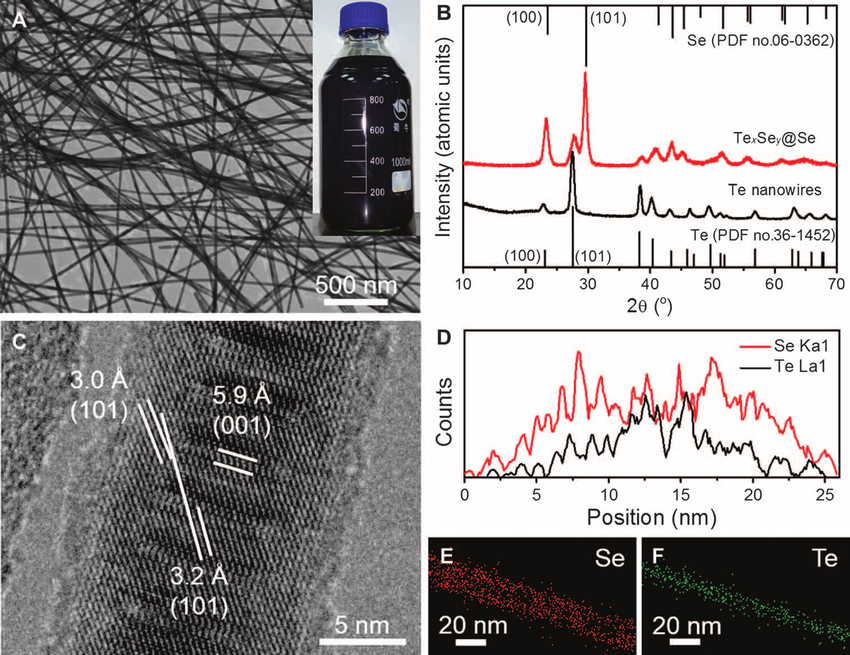 A
800
600
400
200
蜀
牛
1000ml
500 nm
B
Intensity (atomic units)
(100)
(101)
Se (PDF no.06-0362)
TeₓSeᵧ@Se
Te nanowires
Te (PDF no.36-1452)
(100)
(101)
10 20 30 40 50 60 70
2θ (°)
C
3.0 Å
(101)
5.9 Å
(001)
3.2 Å
(101)
5 nm
D
Counts
Se Ka1
Te La1
0 5 10 15 20 25
Position (nm)
E
Se
20 nm
F
Te
20 nm